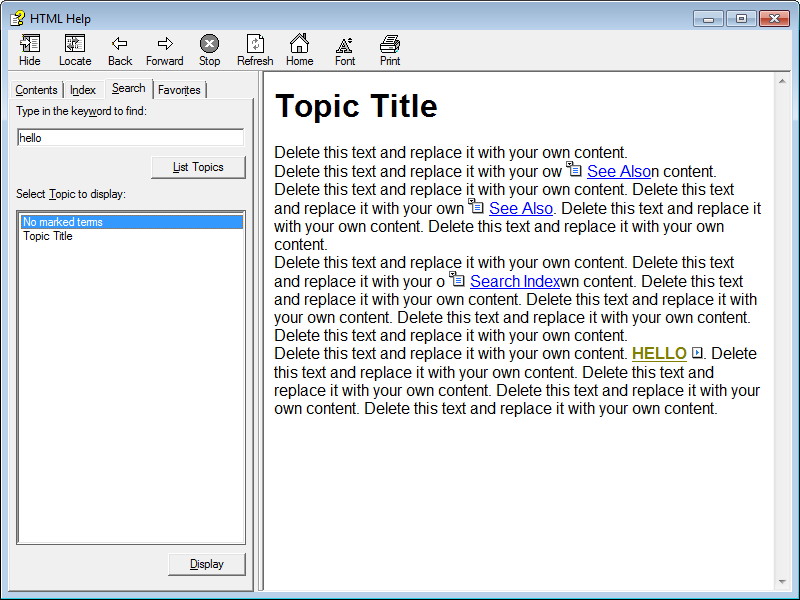 HTML Help
Hide Locate Back Forward Stop Refresh Home Font Print
Contents Index Search Favorites
Type in the keyword to find:
hello
List Topics
Select Topic to display:
No marked terms
Topic Title
Display
Topic Title
Delete this text and replace it with your own content.
Delete this text and replace it with your ow See Alson content.
Delete this text and replace it with your own content. Delete this text
and replace it with your own See Also. Delete this text and replace it
with your own content. Delete this text and replace it with your own
content.
Delete this text and replace it with your own content. Delete this text
and replace it with your o Search Indexwn content. Delete this text
and replace it with your own content. Delete this text and replace it with
your own content. Delete this text and replace it with your own content.
Delete this text and replace it with your own content.
Delete this text and replace it with your own content. HELLO . Delete
this text and replace it with your own content. Delete this text and
replace it with your own content. Delete this text and replace it with your
own content. Delete this text and replace it with your own content.